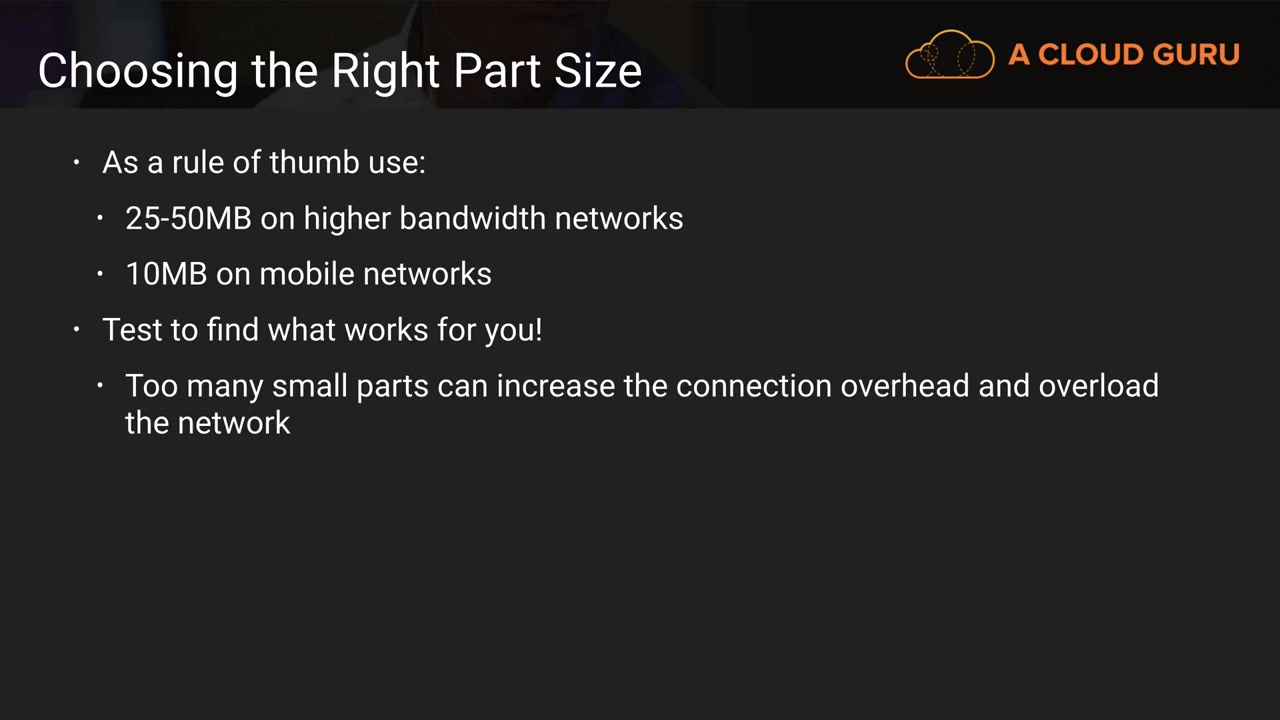 Choosing the Right Part Size
A CLOUD GURU
· As a rule of thumb use:
· 25-50MB on higher bandwidth networks
· 10MB on mobile networks
· Test to find what works for you!
· Too many small parts can increase the connection overhead and overload
the network